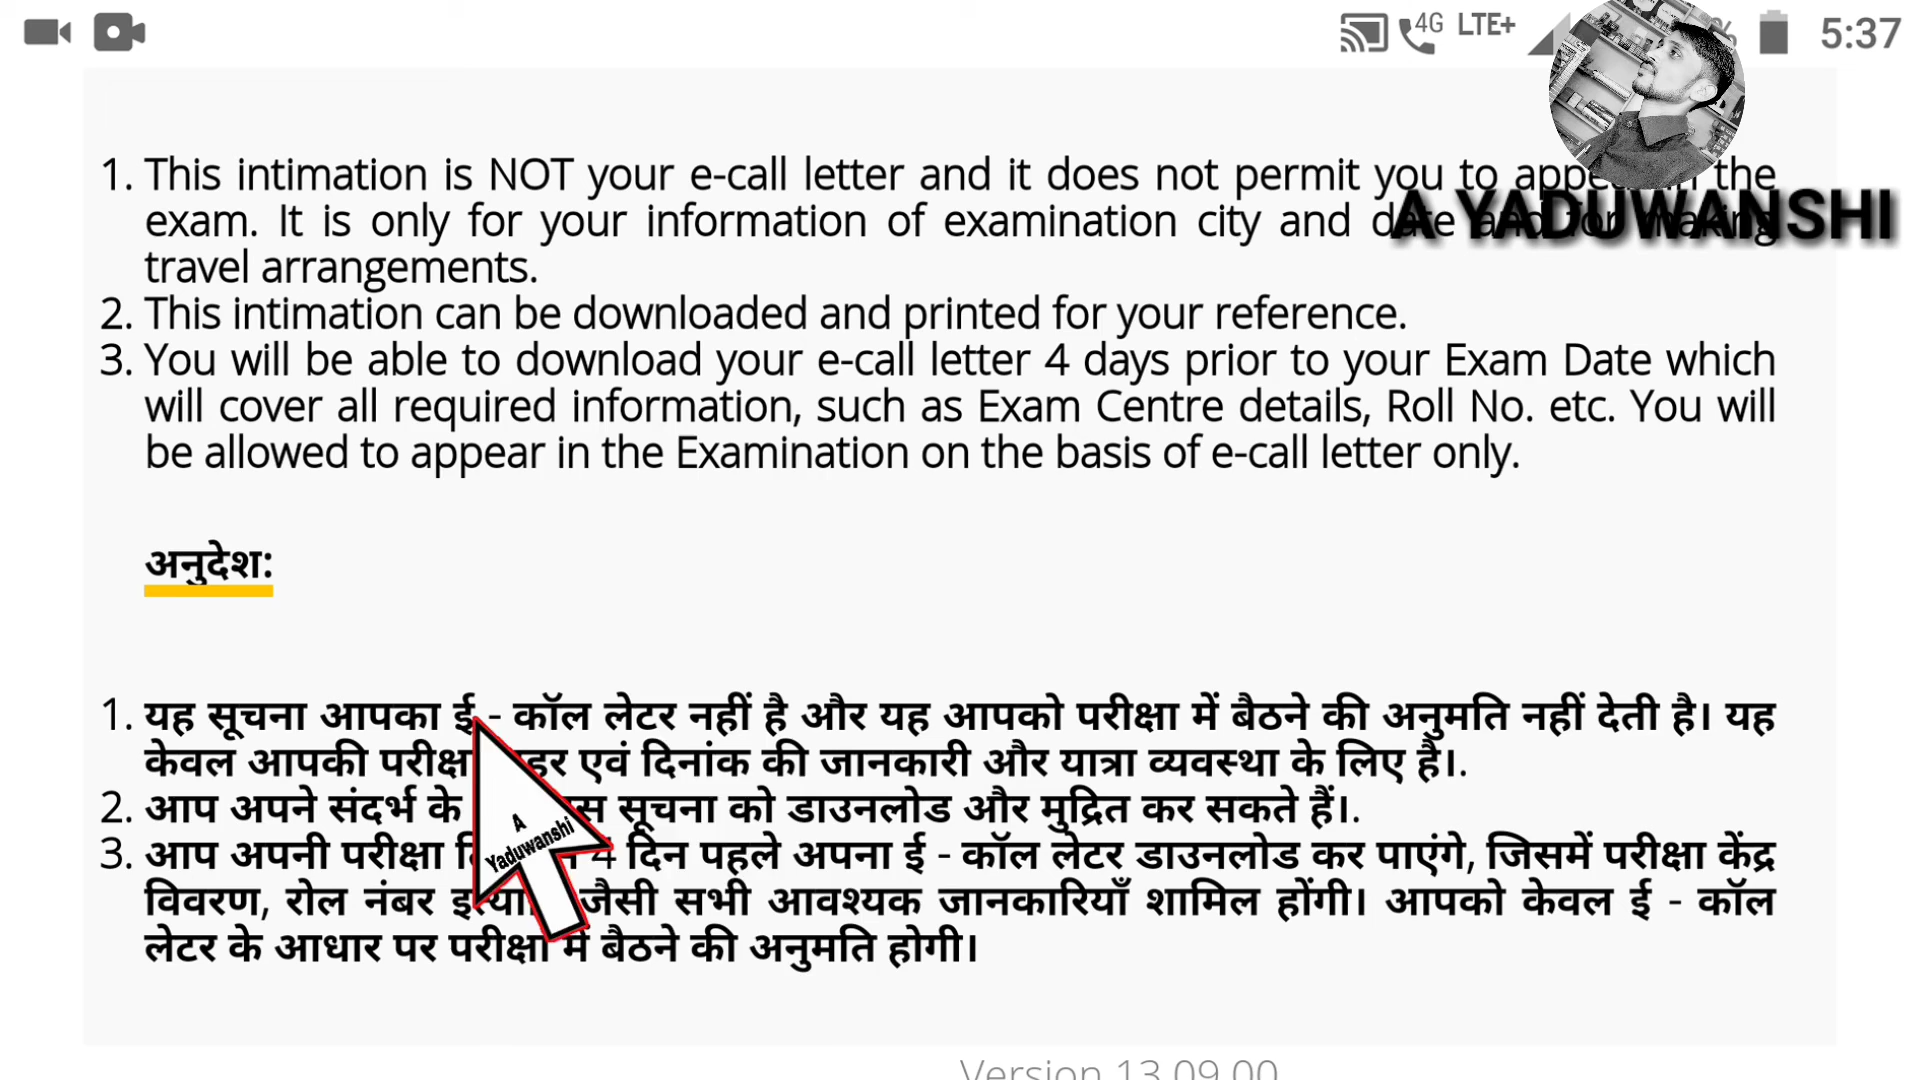 4G LTE+ % 5:37
1. This intimation is NOT your e-call letter and it does not permit you to appear in the
exam. It is only for your information of examination city and date and for making
A YADUWANSHI
travel arrangements.
2. This intimation can be downloaded and printed for your reference.
3. You will be able to download your e-call letter 4 days prior to your Exam Date which
will cover all required information, such as Exam Centre details, Roll No. etc. You will
be allowed to appear in the Examination on the basis of e-call letter only.
अनुदेश:
1. यह सूचना आपका ई - कॉल लेटर नहीं है और यह आपको परीक्षा में बैठने की अनुमति नहीं देती है। यह
केवल आपकी परीक्षा एवं दिनांक की जानकारी और यात्रा व्यवस्था के लिए है।.
2. आप अपने संदर्भ के सूचना को डाउनलोड और मुद्रित कर सकते हैं।.
3. आप अपनी परीक्षा 4 दिन पहले अपना ई - कॉल लेटर डाउनलोड कर पाएंगे, जिसमें परीक्षा केंद्र
विवरण, रोल नंबर जैसी सभी आवश्यक जानकारियाँ शामिल होंगी। आपको केवल ई - कॉल
लेटर के आधार पर परीक्षा में बैठने की अनुमति होगी।
A
Yaduwanshi
Version 13.09.00